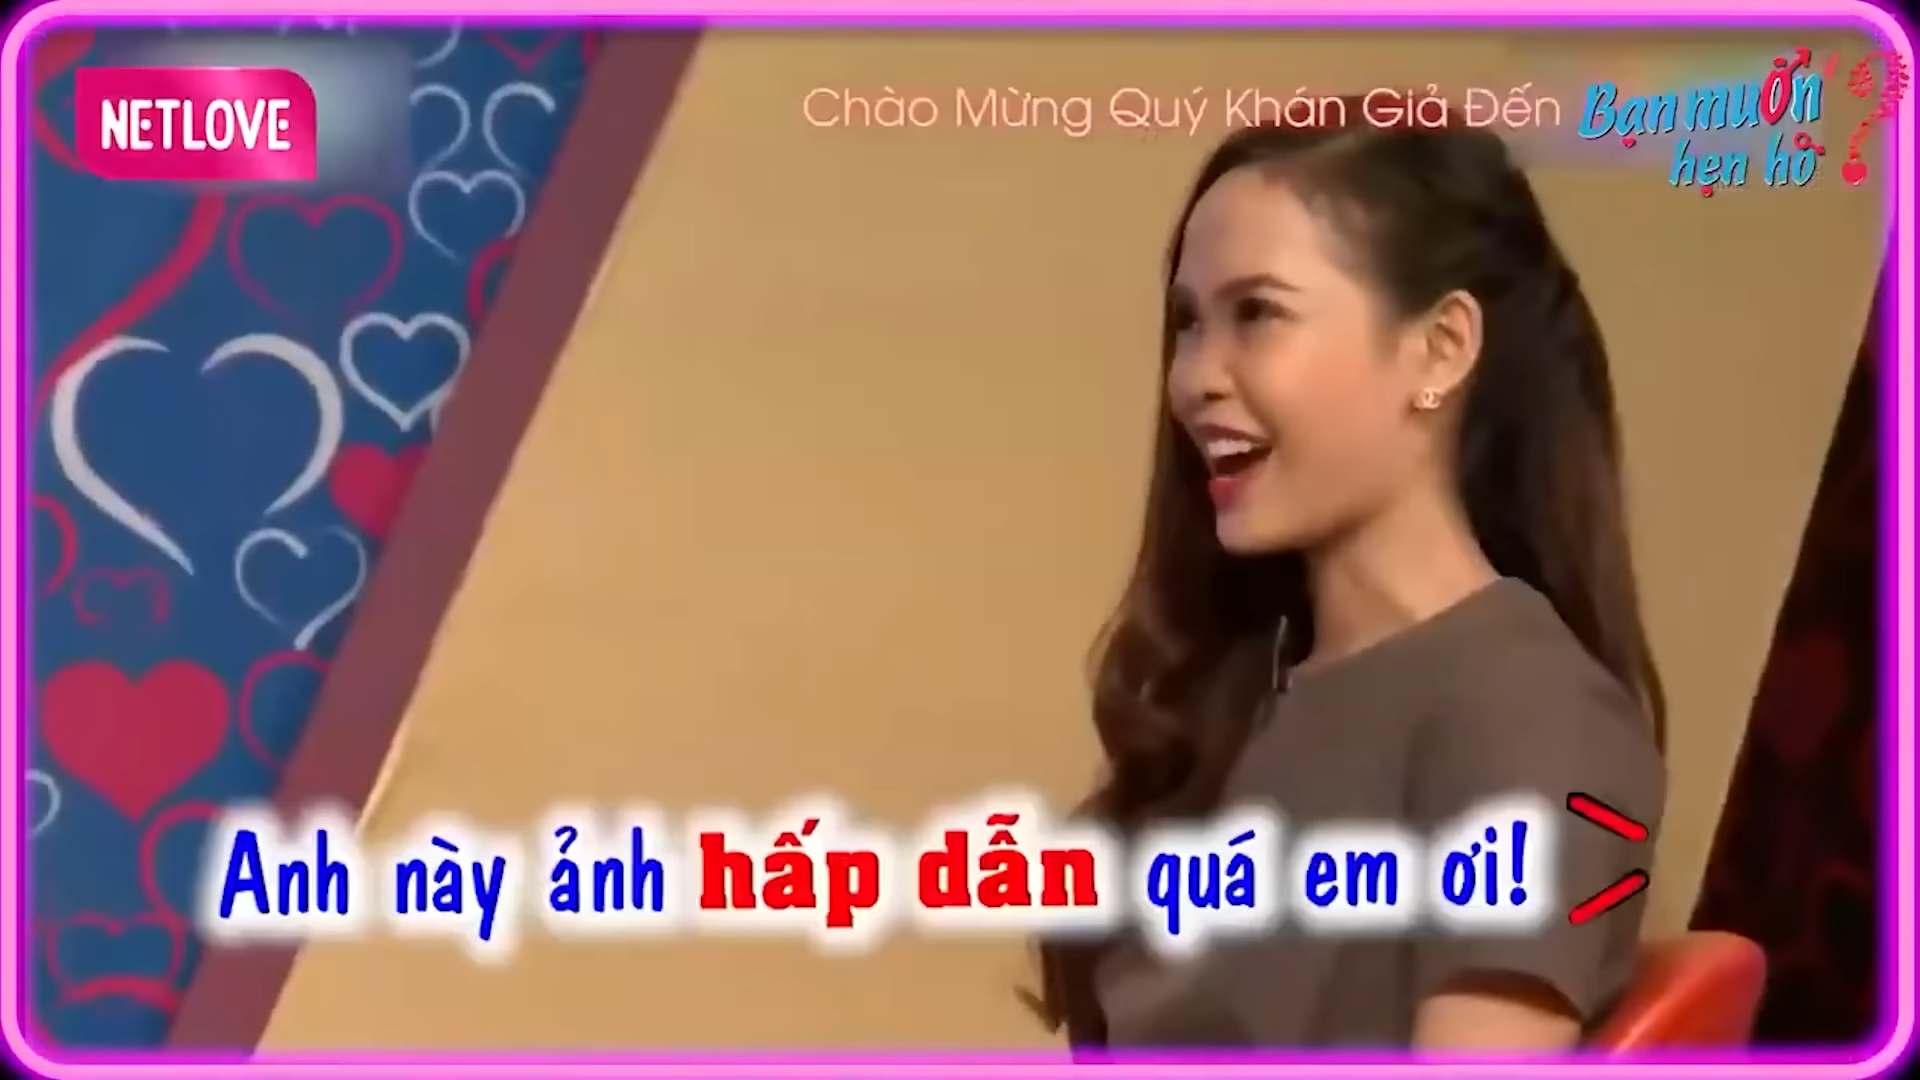 NETLOVE
Chào Mừng Quý Khán Giả Đến
Bạn muốn
hẹn hò
Anh này ảnh hấp dẫn quá em ơi!